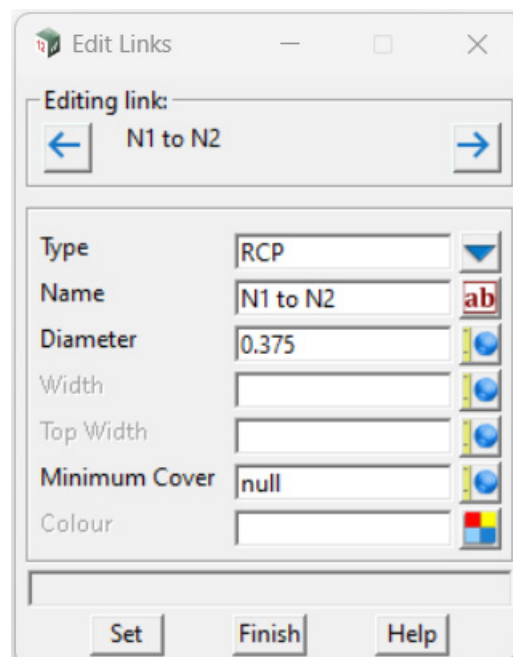 Edit Links
Editing link:
N1 to N2
Type RCP
Name N1 to N2 ab
Diameter 0.375
Width
Top Width
Minimum Cover null
Colour
Set Finish Help